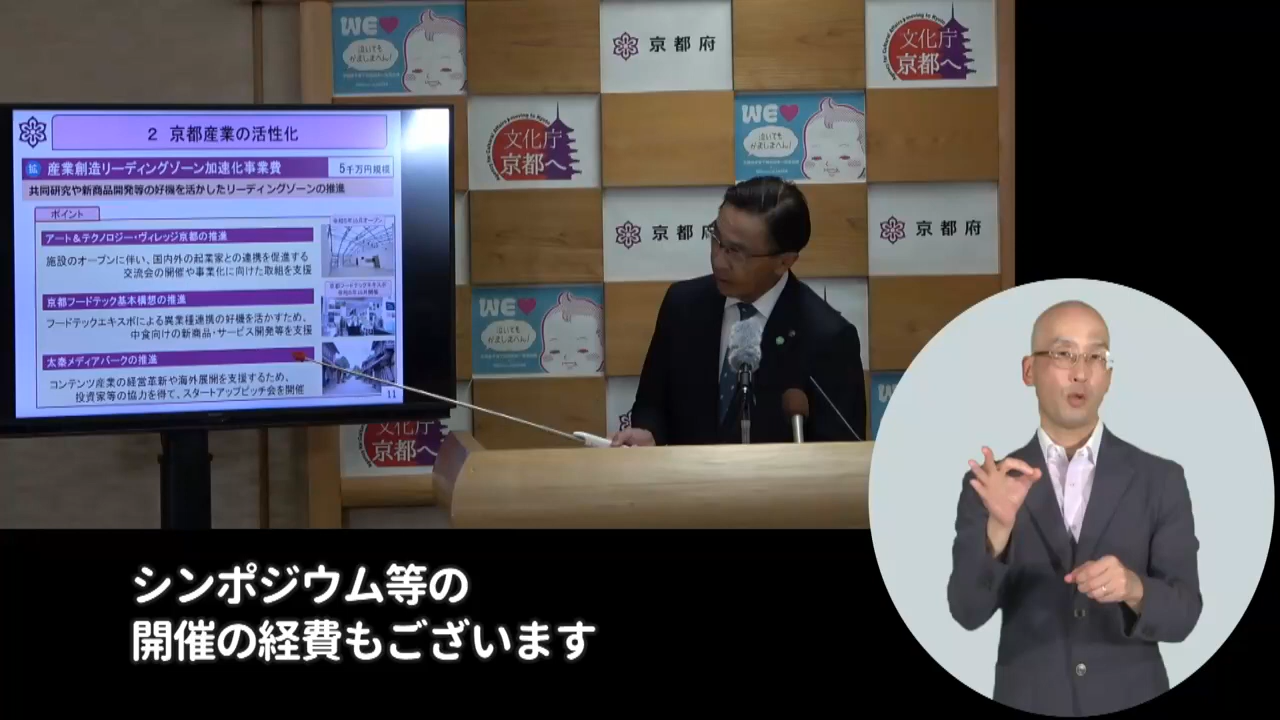 WE
泣いても
かましまへん!
京都府
文化庁
京都へ
2 京都産業の活性化
拡 産業創造リーディングゾーン加速化事業費
5千万円規模
共同研究や新商品開発等の好機を活かしたリーディングゾーンの推進
ポイント
アート&テクノロジー・ヴィレッジ京都の推進
施設のオープンに伴い、国内外の起業家との連携を促進する
交流会の開催や事業化に向けた取組を支援
京都フードテック基本構想の推進
フードテックエキスポによる異業種連携の好機を活かすため、
中食向けの新商品・サービス開発等を支援
太秦メディアパークの推進
コンテンツ産業の経営革新や海外展開を支援するため、
投資家等の協力を得て、スタートアップピッチ会を開催
11
文化庁
京都へ
WE
泣いても
かましまへん!
京都府
京都府
WE
泣いても
かましまへん!
文化庁
京都へ
シンポジウム等の
開催の経費もございます